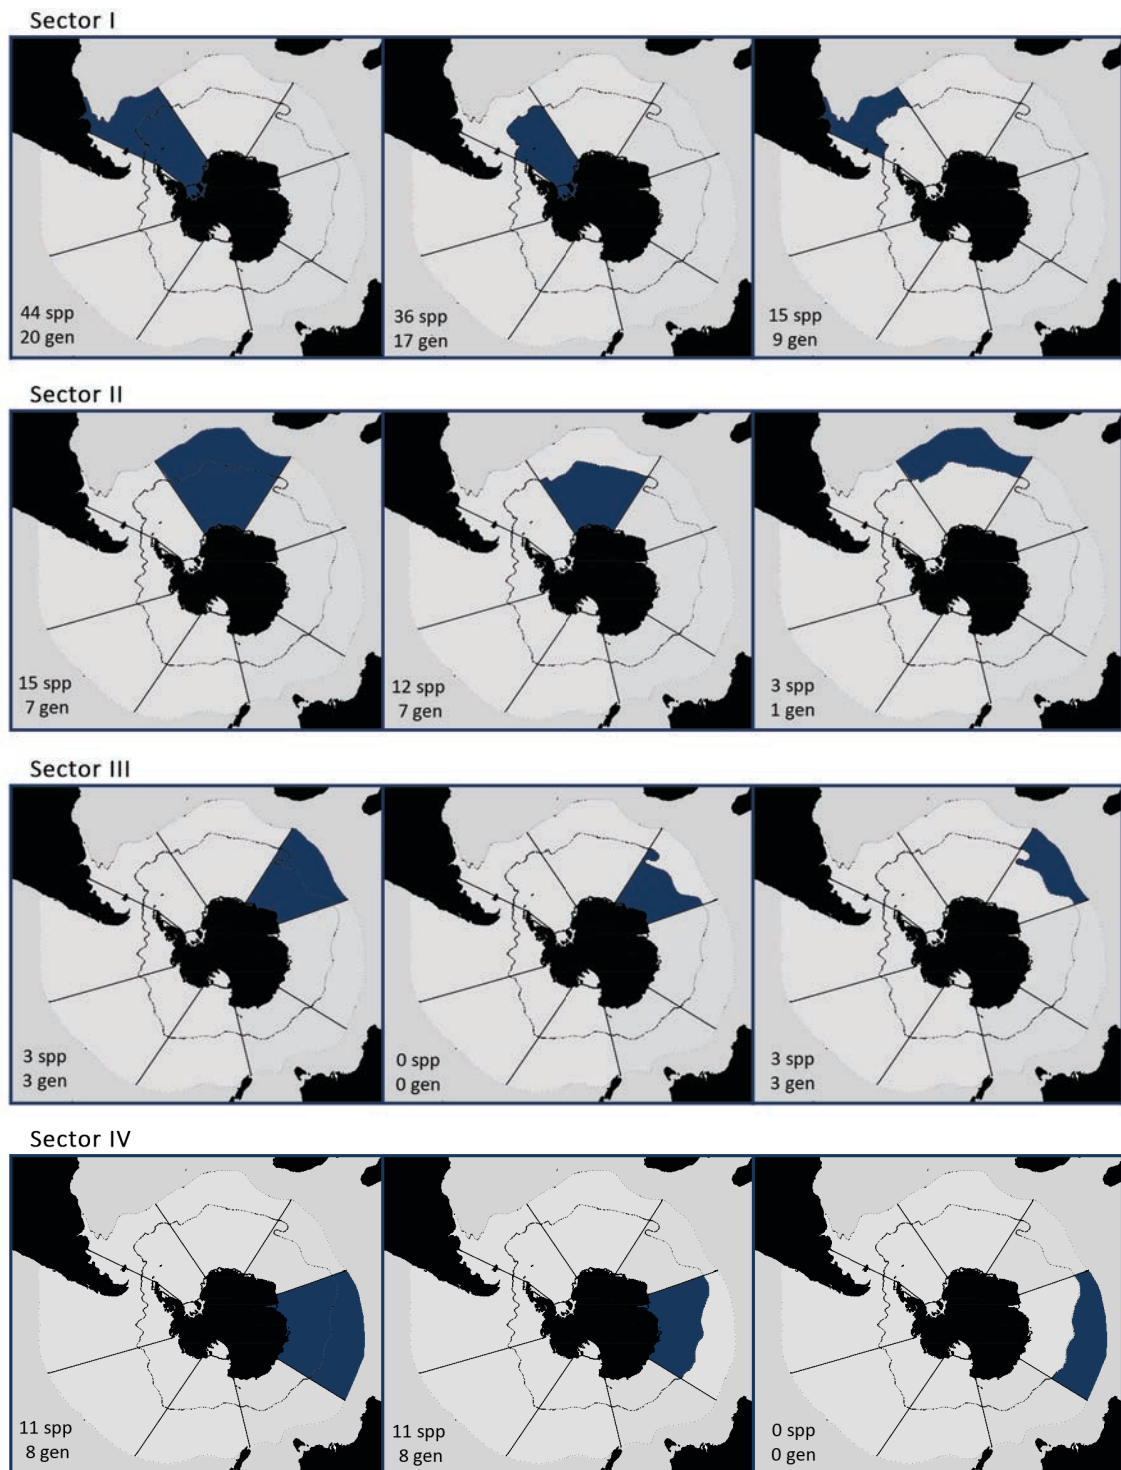 Sector I
44 spp
20 gen
36 spp
17 gen
15 spp
9 gen
Sector II
15 spp
7 gen
12 spp
7 gen
3 spp
1 gen
Sector III
3 spp
3 gen
0 spp
0 gen
3 spp
3 gen
Sector IV
11 spp
8 gen
11 spp
8 gen
0 spp
0 gen